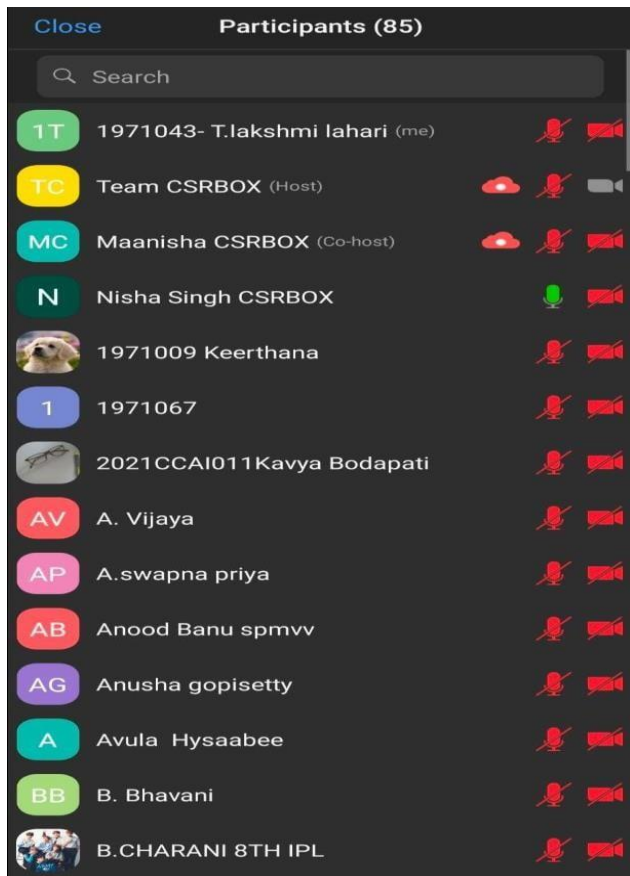 Close Participants (85)
Search
1T 1971043- T.lakshmi lahari (me)
TC Team CSRBOX (Host)
MC Maanisha CSRBOX (Co-host)
N Nisha Singh CSRBOX
1971009 Keerthana
1 1971067
2021CCAI011Kavya Bodapati
AV A. Vijaya
AP A.swapna priya
AB Anood Banu spmvv
AG Anusha gopisetty
A Avula Hysaabee
BB B. Bhavani
B.CHARANI 8TH IPL